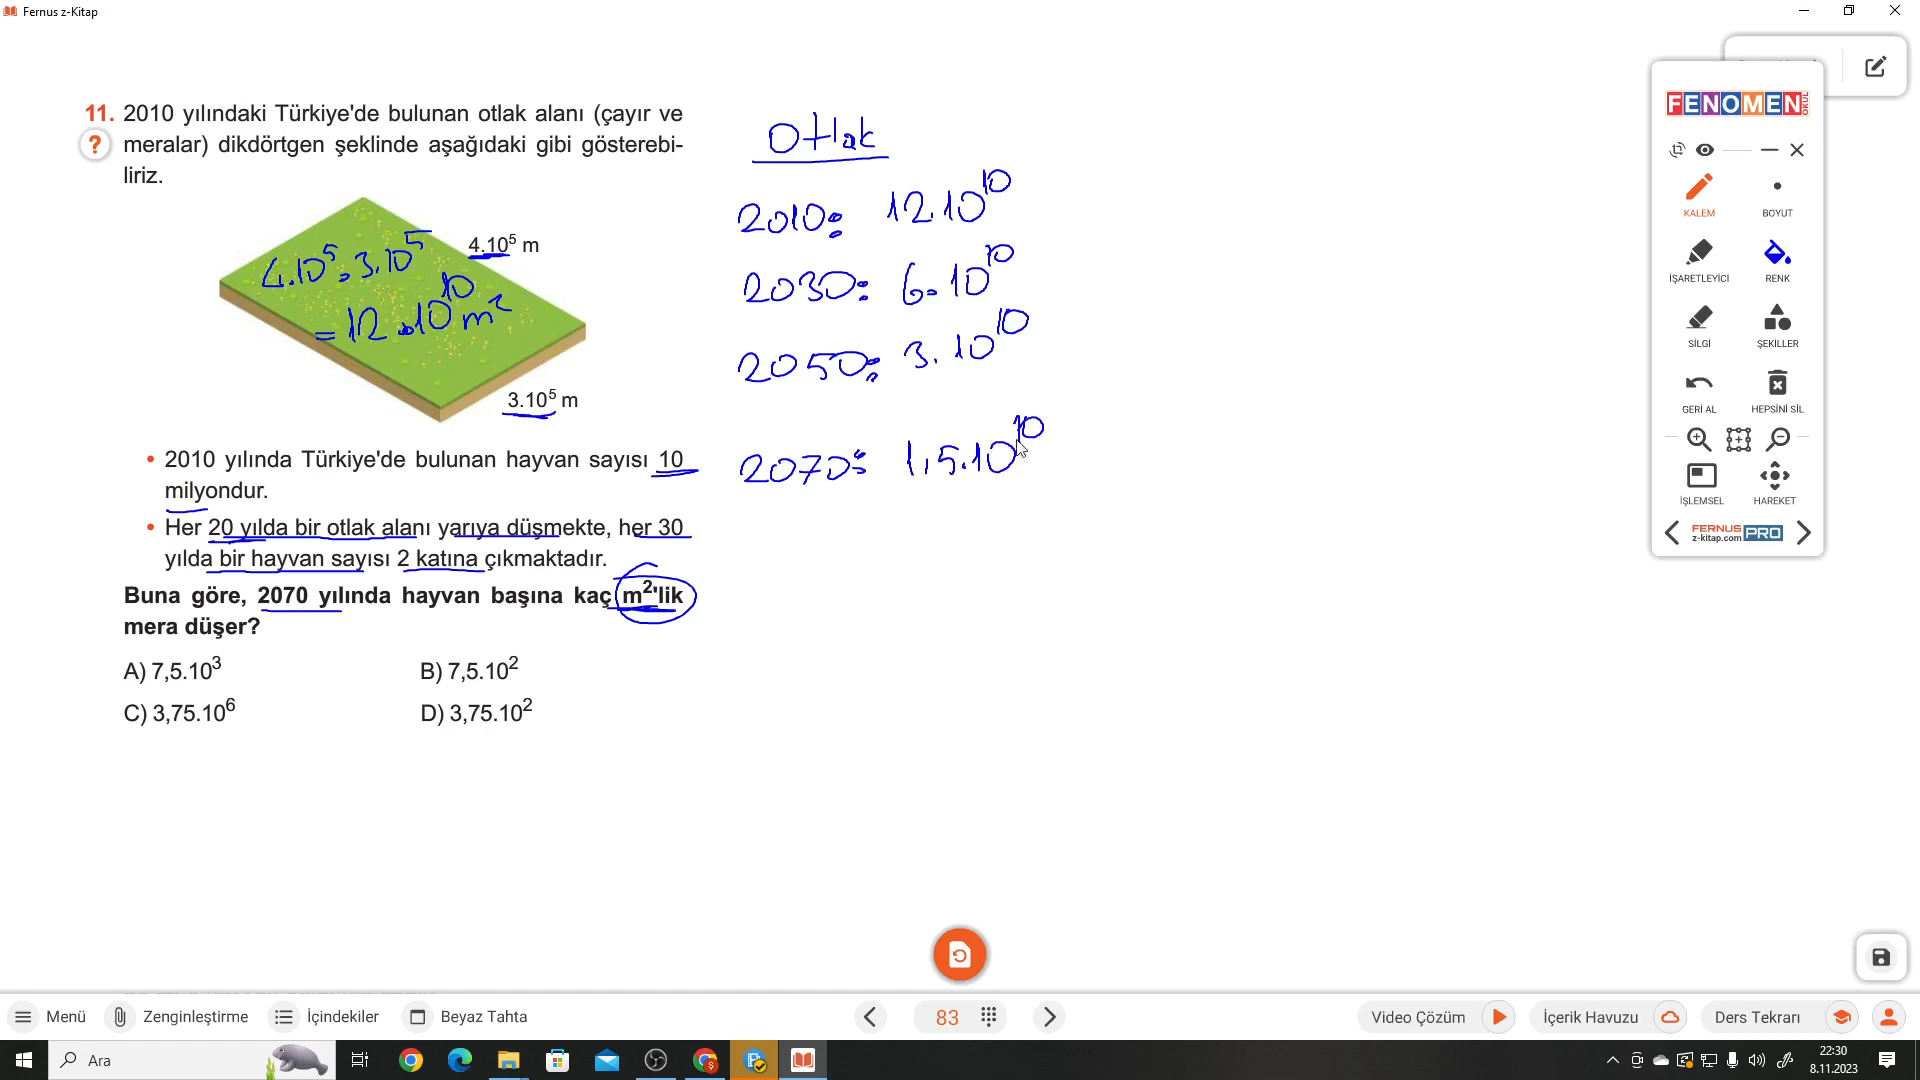 Fernus z-Kitap
11. 2010 yılındaki Türkiye'de bulunan otlak alanı (çayır ve
? meralar) dikdörtgen şeklinde aşağıdaki gibi gösterebi-
liriz.
4.10⁵ m
3.10⁵ m
4.10⁵.3.10⁵
= 12.10¹⁰ m²
• 2010 yılında Türkiye'de bulunan hayvan sayısı 10
milyondur.
• Her 20 yılda bir otlak alanı yarıya düşmekte, her 30
yılda bir hayvan sayısı 2 katına çıkmaktadır.
Buna göre, 2070 yılında hayvan başına kaç m²'lik
mera düşer?
A) 7,5.10³
B) 7,5.10²
C) 3,75.10⁶
D) 3,75.10²
Otlak
2010: 12.10¹⁰
2030: 6.10¹⁰
2050: 3.10¹⁰
2070: 1,5.10¹⁰
FENOMEN OKUL
KALEM
BOYUT
İŞARETLEYİCİ
RENK
SİLGİ
ŞEKİLLER
GERİ AL
HEPSİNİ SİL
İŞLEMSEL
HAREKET
FERNUS
z-kitap.com PRO
Menü
Zenginleştirme
İçindekiler
Beyaz Tahta
83
Video Çözüm
İçerik Havuzu
Ders Tekrarı
Ara
22:30
8.11.2023